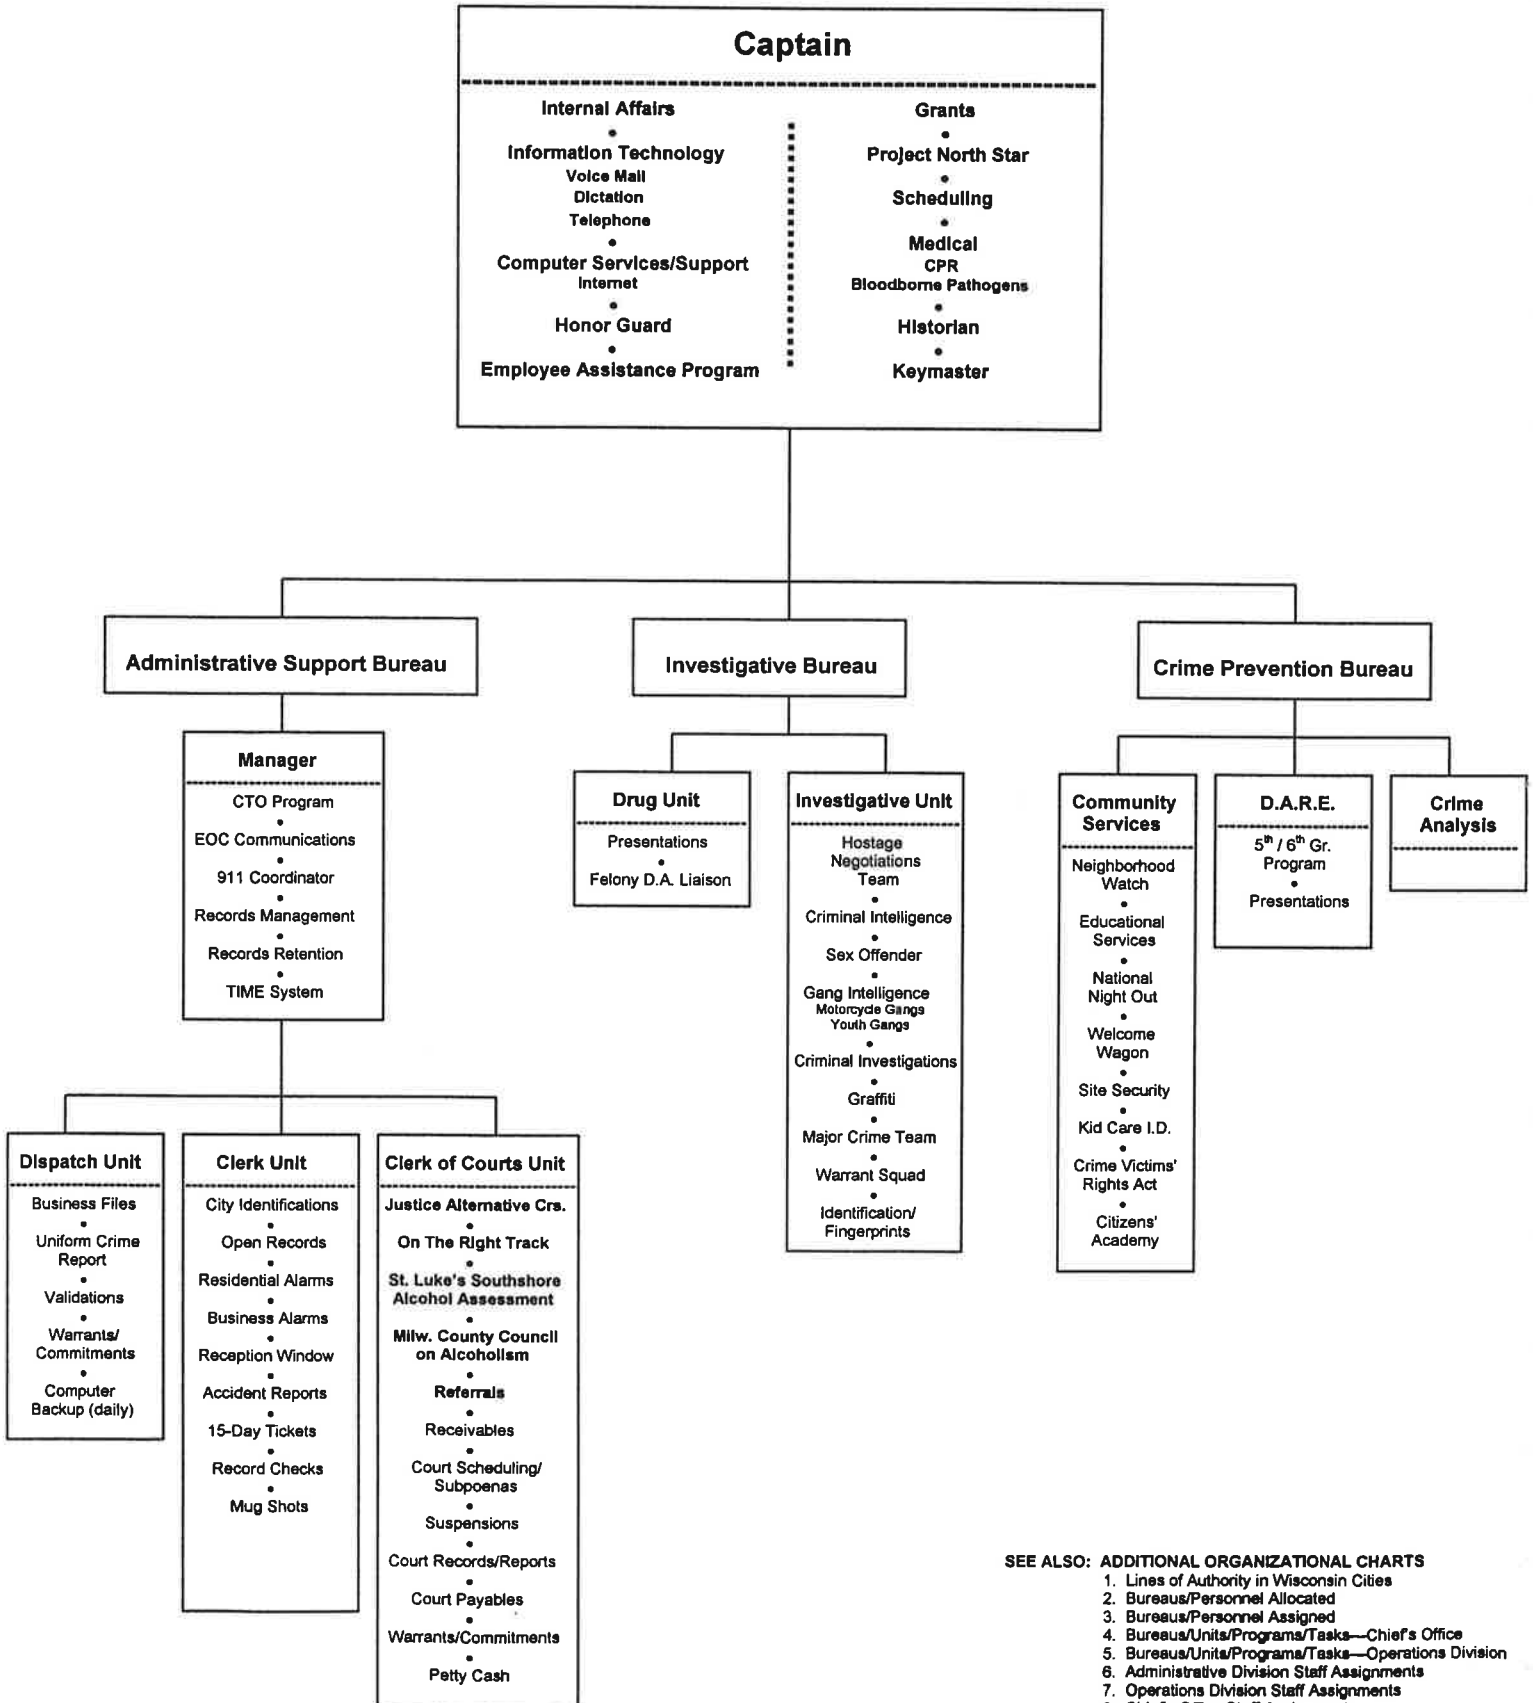 Captain
Internal Affairs
•
Information Technology
Voice Mail
Dictation
Telephone
•
Computer Services/Support
Internet
•
Honor Guard
•
Employee Assistance Program
Grants
•
Project North Star
•
Scheduling
•
Medical
CPR
Bloodborne Pathogens
•
Historian
•
Keymaster
Administrative Support Bureau
Manager
CTO Program
•
EOC Communications
•
911 Coordinator
•
Records Management
•
Records Retention
•
TIME System
Dispatch Unit
Business Files
•
Uniform Crime
Report
•
Validations
•
Warrants/
Commitments
•
Computer
Backup (daily)
Clerk Unit
City Identifications
•
Open Records
•
Residential Alarms
•
Business Alarms
•
Reception Window
•
Accident Reports
•
15-Day Tickets
•
Record Checks
•
Mug Shots
Clerk of Courts Unit
Justice Alternative Crs.
•
On The Right Track
•
St. Luke's Southshore
Alcohol Assessment
•
Milw. County Council
on Alcoholism
•
Referrals
•
Receivables
•
Court Scheduling/
Subpoenas
•
Suspensions
•
Court Records/Reports
•
Court Payables
•
Warrants/Commitments
•
Petty Cash
Investigative Bureau
Drug Unit
Presentations
•
Felony D.A. Liaison
Investigative Unit
Hostage
Negotiations
Team
•
Criminal Intelligence
•
Sex Offender
•
Gang Intelligence
Motorcycle Gangs
Youth Gangs
•
Criminal Investigations
•
Graffiti
•
Major Crime Team
•
Warrant Squad
•
Identification/
Fingerprints
Crime Prevention Bureau
Community
Services
Neighborhood
Watch
•
Educational
Services
•
National
Night Out
•
Welcome
Wagon
•
Site Security
•
Kid Care I.D.
•
Crime Victims'
Rights Act
•
Citizens'
Academy
D.A.R.E.
5th / 6th Gr.
Program
•
Presentations
Crime
Analysis
SEE ALSO: ADDITIONAL ORGANIZATIONAL CHARTS
1. Lines of Authority in Wisconsin Cities
2. Bureaus/Personnel Allocated
3. Bureaus/Personnel Assigned
4. Bureaus/Units/Programs/Tasks—Chief's Office
5. Bureaus/Units/Programs/Tasks—Operations Division
6. Administrative Division Staff Assignments
7. Operations Division Staff Assignments